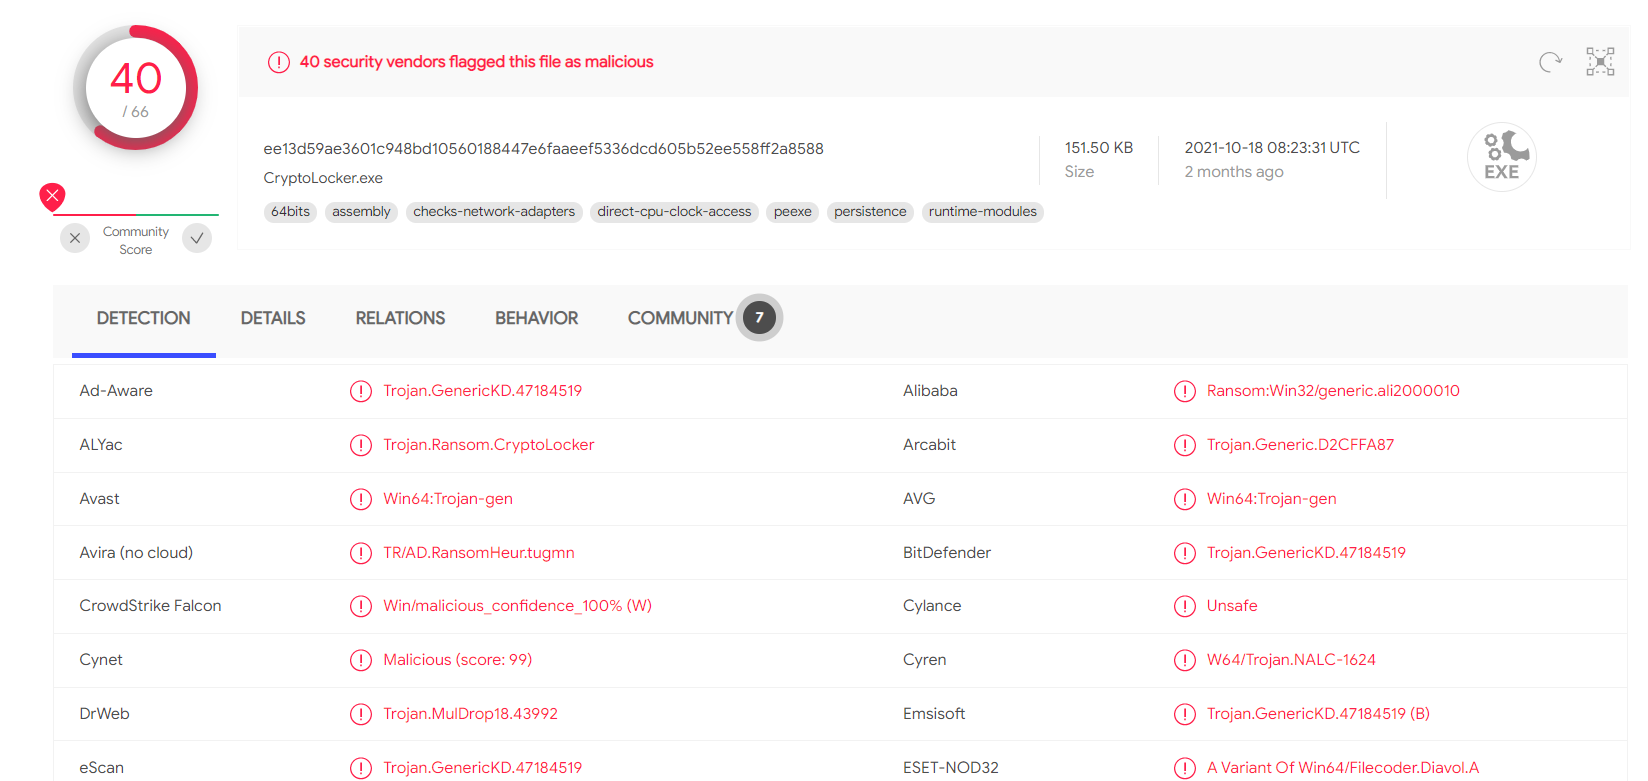 40
/ 66
Community
Score
40 security vendors flagged this file as malicious
ee13d59ae3601c948bd10560188447e6faaeef5336dcd605b52ee558ff2a8588
CryptoLocker.exe
64bits assembly checks-network-adapters direct-cpu-clock-access peexe persistence runtime-modules
151.50 KB
Size
2021-10-18 08:23:31 UTC
2 months ago
EXE
DETECTION DETAILS RELATIONS BEHAVIOR COMMUNITY 7
Ad-Aware Trojan.GenericKD.47184519 Alibaba Ransom:Win32/generic.ali2000010
ALYac Trojan.Ransom.CryptoLocker Arcabit Trojan.Generic.D2CFFA87
Avast Win64:Trojan-gen AVG Win64:Trojan-gen
Avira (no cloud) TR/AD.RansomHeur.tugmn BitDefender Trojan.GenericKD.47184519
CrowdStrike Falcon Win/malicious_confidence_100% (W) Cylance Unsafe
Cynet Malicious (score: 99) Cyren W64/Trojan.NALC-1624
DrWeb Trojan.MulDrop18.43992 Emsisoft Trojan.GenericKD.47184519 (B)
eScan Trojan.GenericKD.47184519 ESET-NOD32 A Variant Of Win64/Filecoder.Diavol.A